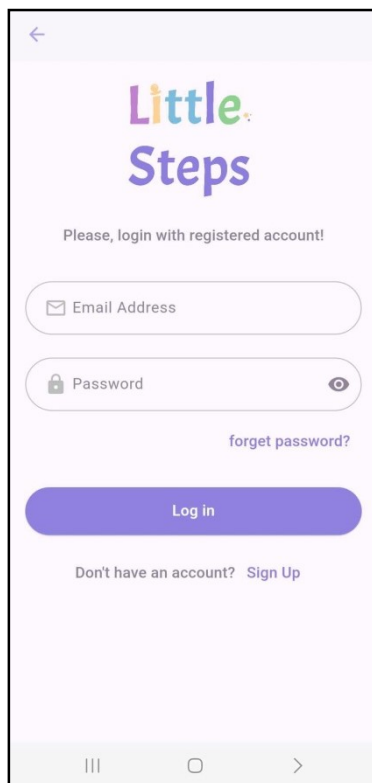 Little
Steps
Please, login with registered account!
Email Address
Password
forget password?
Log in
Don't have an account? Sign Up